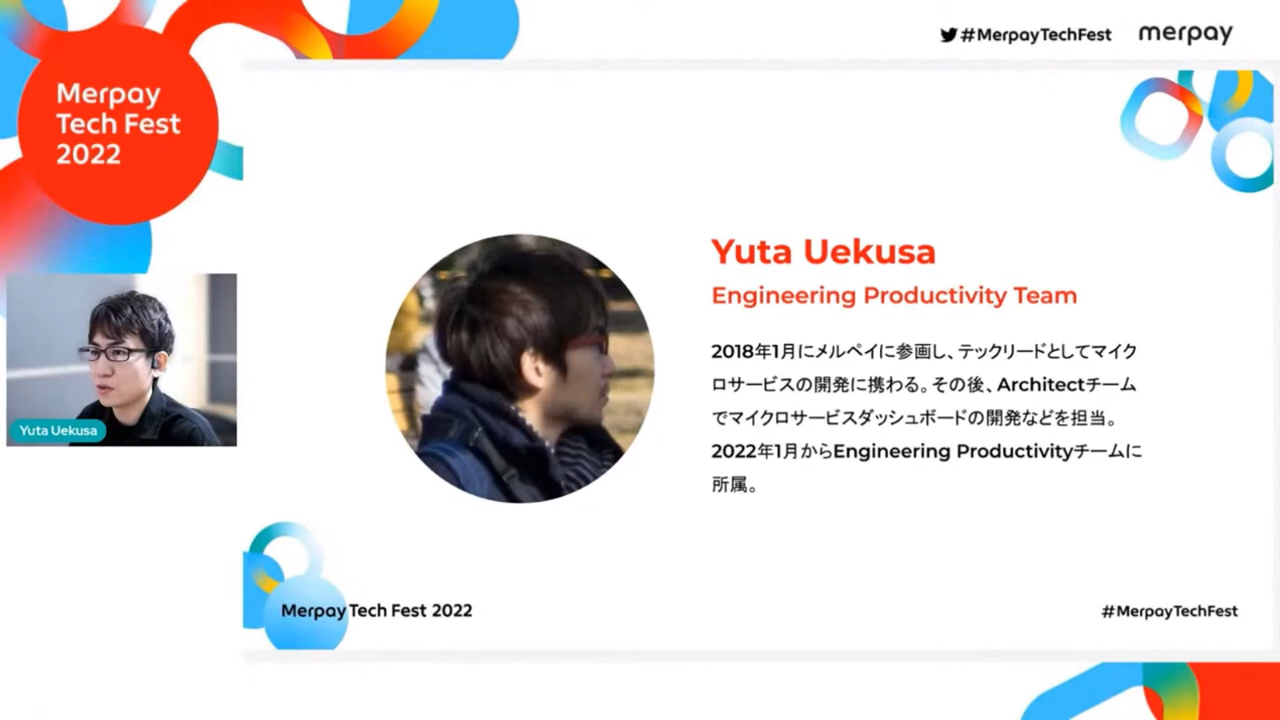 #MerpayTechFest
merpay
Merpay
Tech Fest
2022
Yuta Uekusa
Yuta Uekusa
Engineering Productivity Team
2018年1月にメルペイに参画し、テックリードとしてマイク
ロサービスの開発に携わる。その後、Architectチーム
でマイクロサービスダッシュボードの開発などを担当。
2022年1月からEngineering Productivityチームに
所属。
Merpay Tech Fest 2022
#MerpayTechFest